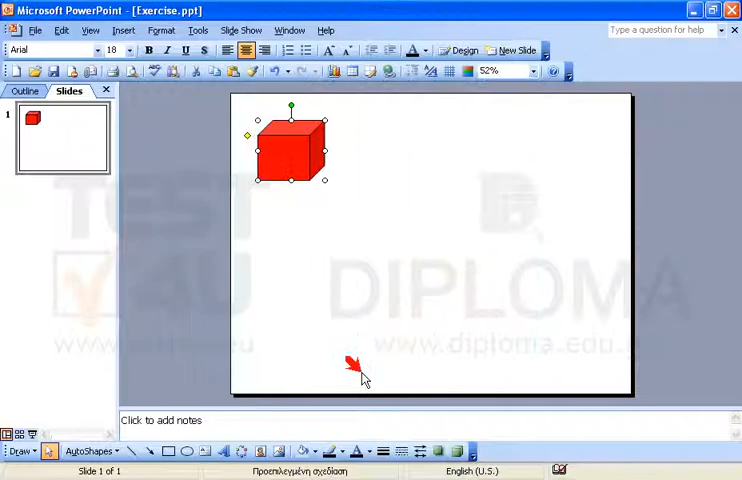 Microsoft PowerPoint - [Exercise.ppt]
File Edit View Insert Format Tools Slide Show Window Help
Type a question for help
Arial 18 B I U S A Design New Slide
52%
Outline Slides
1
TEST 4U
DIPLOMA
www.diploma.edu
Click to add notes
Draw AutoShapes
Slide 1 of 1 Προεπιλεγμένη σχεδίαση English (U.S.)